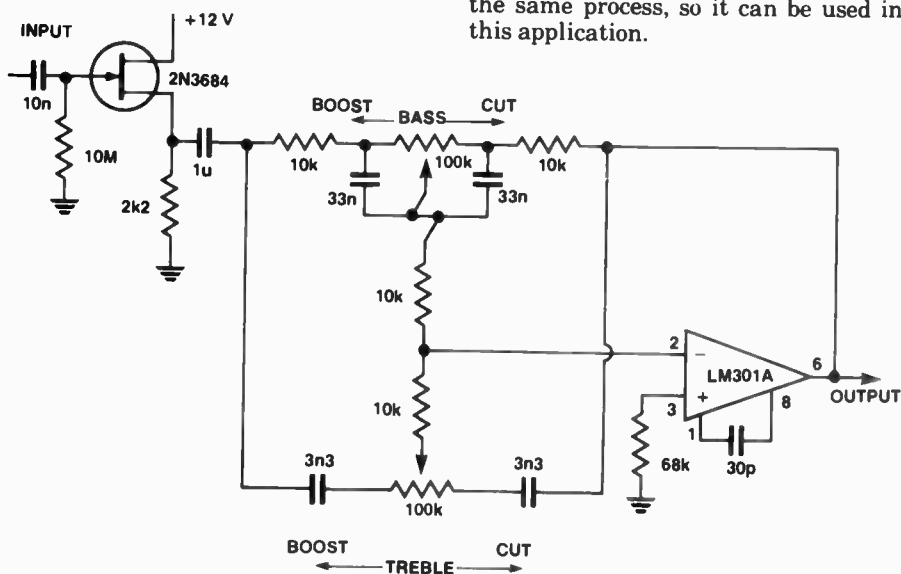 the same process, so it can be used in
this application.
+12 V
INPUT
2N3684
10n
10M
1u
2k2
BOOST BASS CUT
10k
100k
10k
33n
33n
10k
10k
2
3
LM301A
6
8
1
OUTPUT
68k
30p
3n3
100k
3n3
BOOST CUT
TREBLE